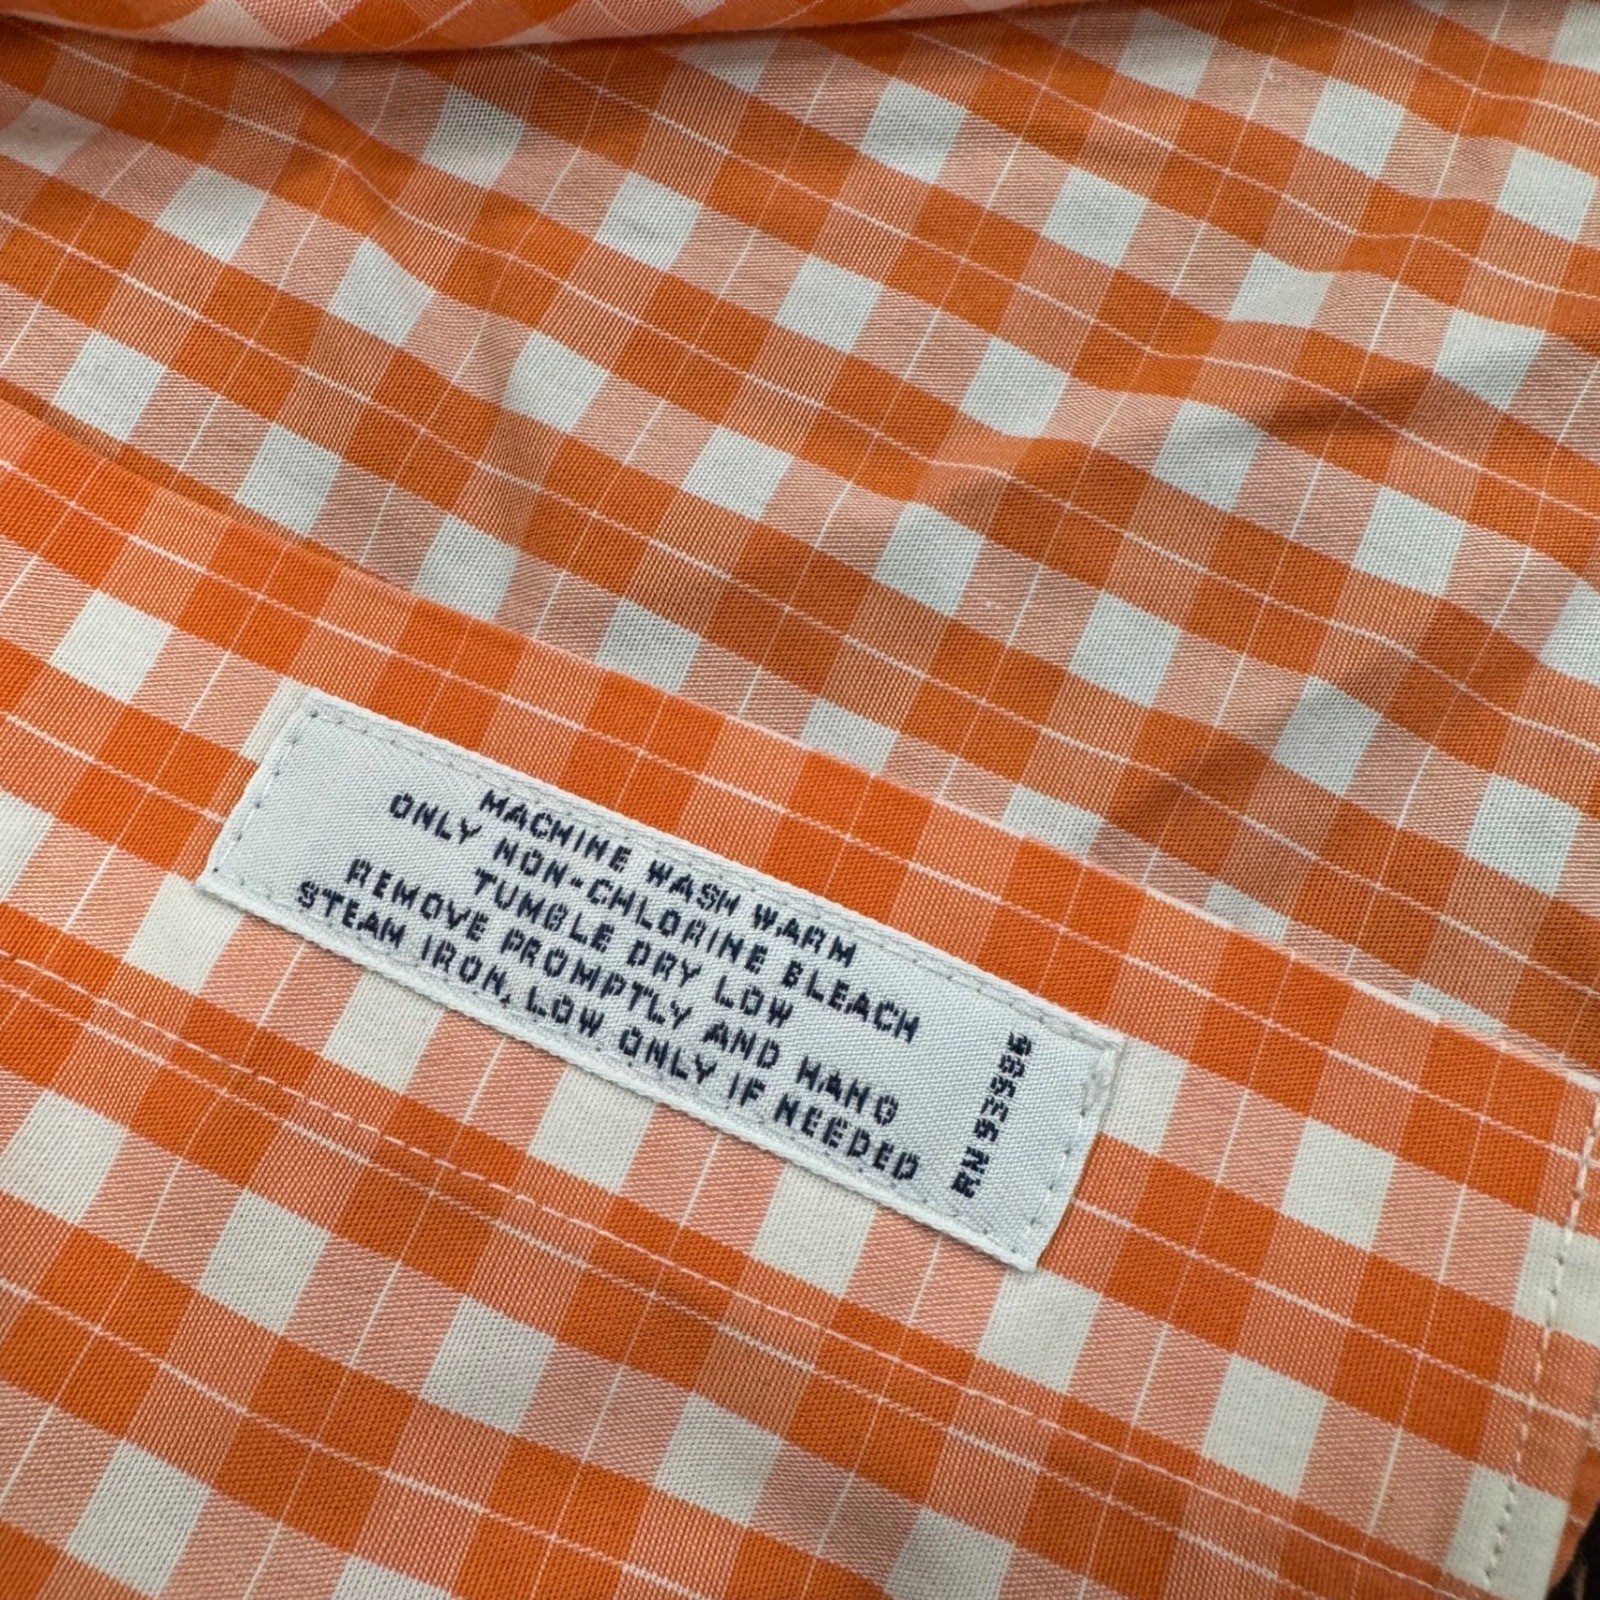 MACHINE WASH WARM
ONLY NON-CHLORINE BLEACH
TUMBLE DRY LOW
REMOVE PROMPTLY AND HANG
STEAM IRON, LOW ONLY IF NEEDED
RN 93586